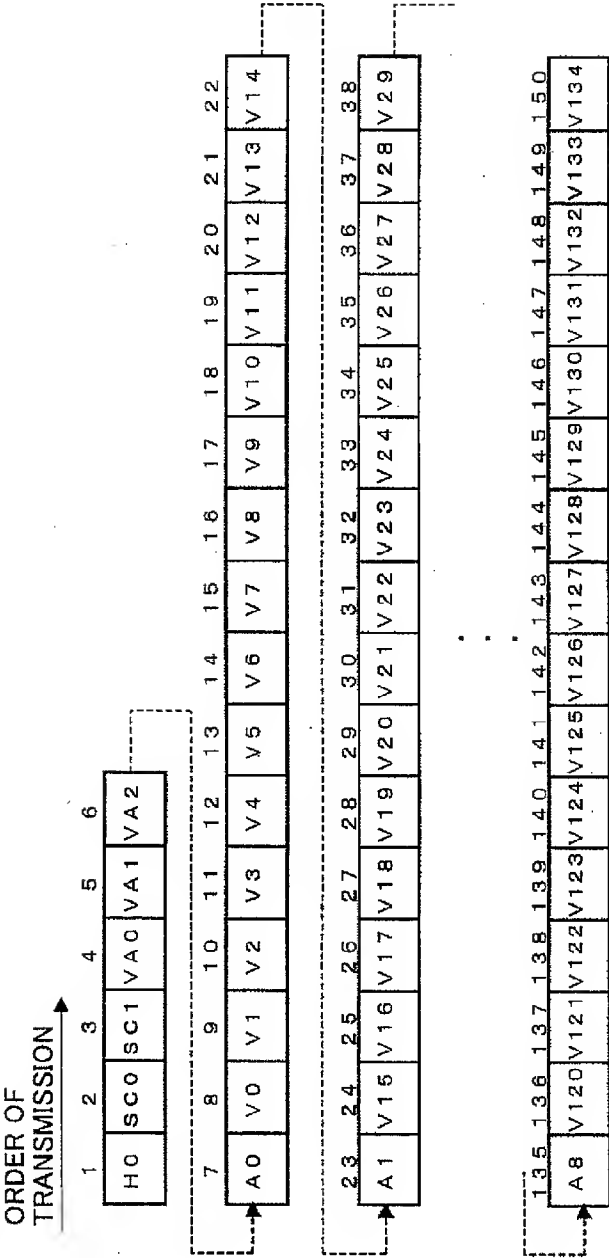 ORDER OF
TRANSMISSION
1 2 3 4 5 6
H0 SC0 SC1 VA0 VA1 VA2
7 8 9 10 11 12 13 14 15 16 17 18 19 20 21 22
A0 V0 V1 V2 V3 V4 V5 V6 V7 V8 V9 V10 V11 V12 V13 V14
23 24 25 26 27 28 29 30 31 32 33 34 35 36 37 38
A1 V15 V16 V17 V18 V19 V20 V21 V22 V23 V24 V25 V26 V27 V28 V29
. . .
135 136 137 138 139 140 141 142 143 144 145 146 147 148 149 150
A8 V120 V121 V122 V123 V124 V125 V126 V127 V128 V129 V130 V131 V132 V133 V134